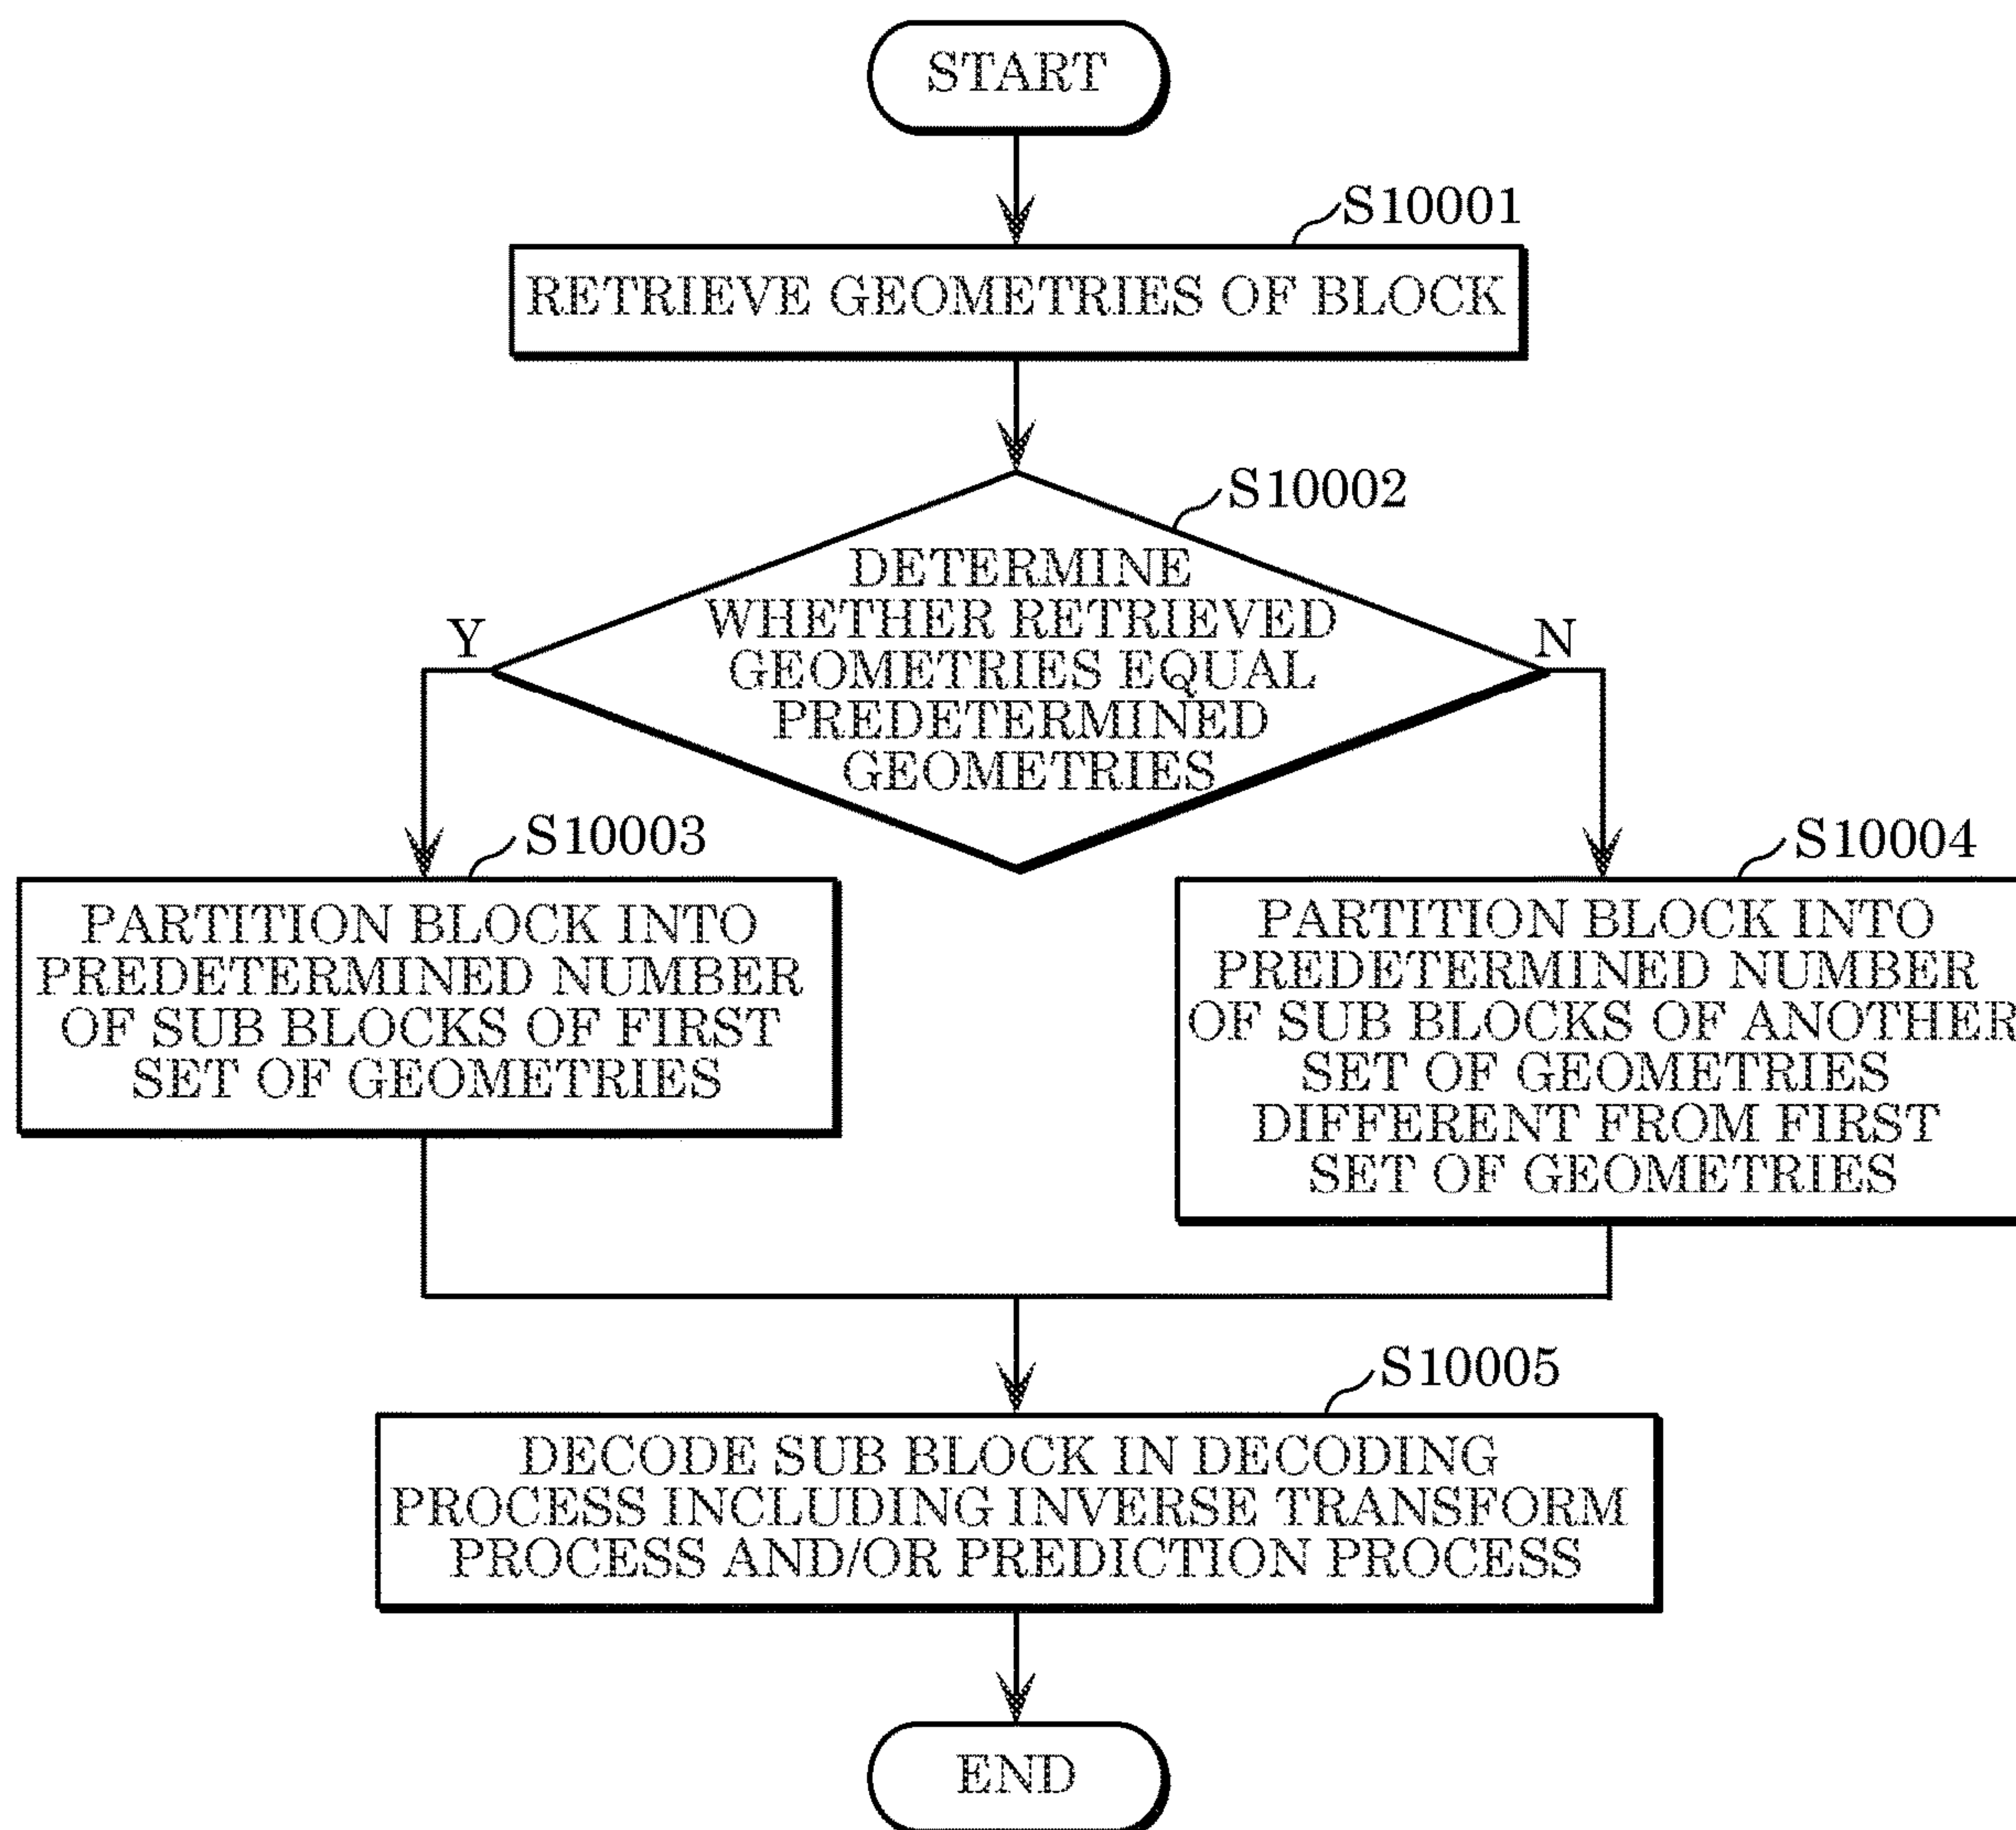 START
S10001
RETRIEVE GEOMETRIES OF BLOCK
S10002
DETERMINE
WHETHER RETRIEVED
GEOMETRIES EQUAL
PREDETERMINED
GEOMETRIES
Y
N
S10003
PARTITION BLOCK INTO
PREDETERMINED NUMBER
OF SUB BLOCKS OF FIRST
SET OF GEOMETRIES
S10004
PARTITION BLOCK INTO
PREDETERMINED NUMBER
OF SUB BLOCKS OF ANOTHER
SET OF GEOMETRIES
DIFFERENT FROM FIRST
SET OF GEOMETRIES
S10005
DECODE SUB BLOCK IN DECODING
PROCESS INCLUDING INVERSE TRANSFORM
PROCESS AND/OR PREDICTION PROCESS
END